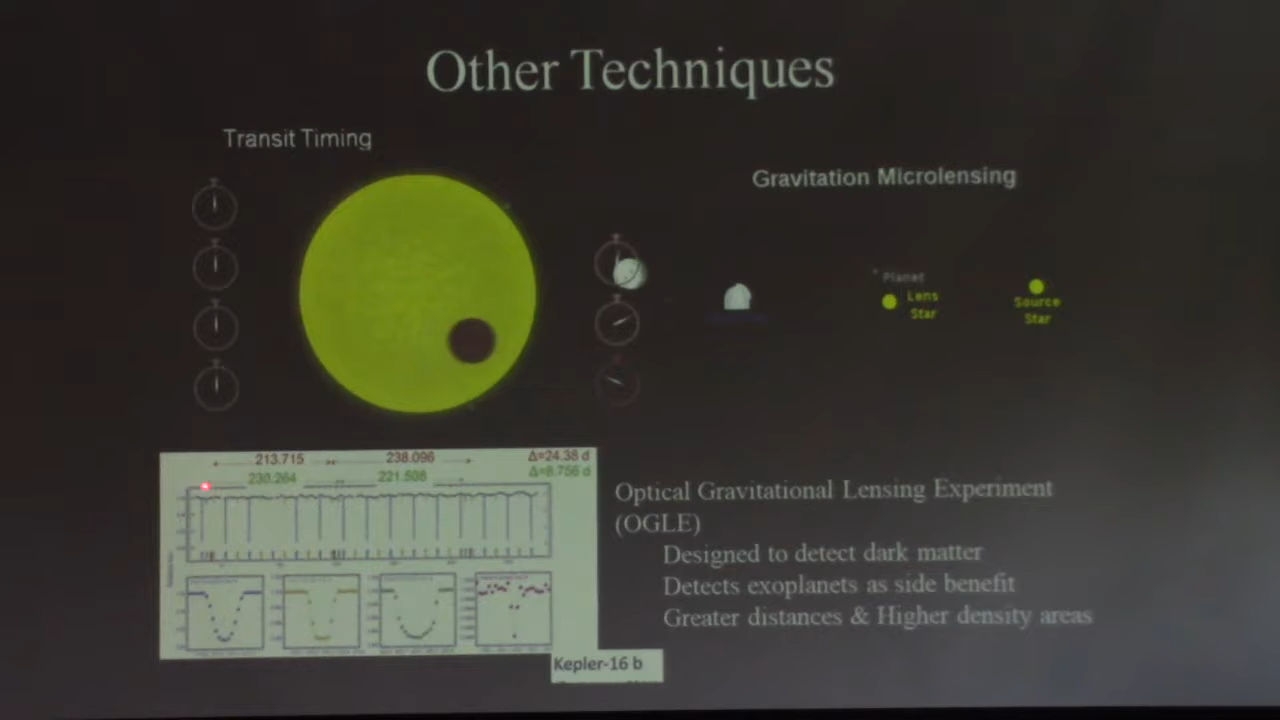 Other Techniques
Transit Timing
Gravitation Microlensing
Planet
Lens
Star
Source
Star
213.715
238.096
Δ=24.38 d
230.264
221.508
Δ=8.756 d
Optical Gravitational Lensing Experiment
(OGLE)
Designed to detect dark matter
Detects exoplanets as side benefit
Greater distances & Higher density areas
Kepler-16 b